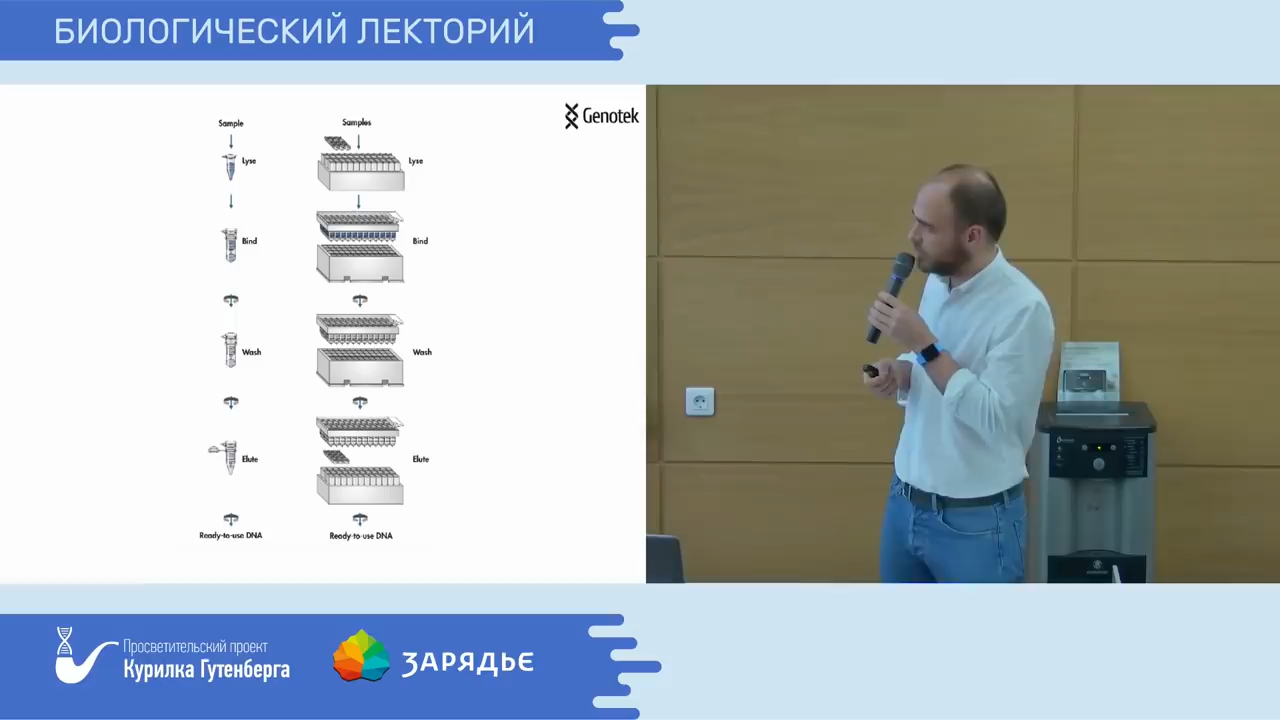 БИОЛОГИЧЕСКИЙ ЛЕКТОРИЙ
Genotek
Sample
Lyse
Bind
Wash
Elute
Ready-to-use DNA
Samples
Lyse
Bind
Wash
Elute
Ready-to-use DNA
Просветительский проект
Курилка Гутенберга
ЗАРЯДЬЕ